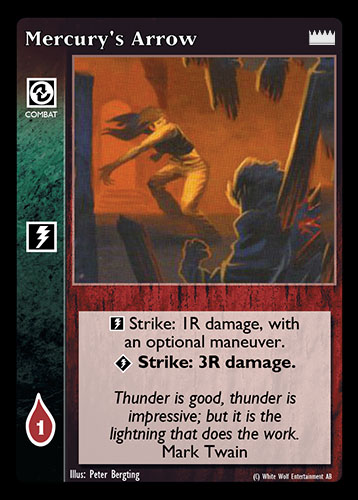 Mercury's Arrow
COMBAT
Strike: 1R damage, with
an optional maneuver.
Strike: 3R damage.
Thunder is good, thunder is
impressive; but it is the
lightning that does the work.
Mark Twain
1
Illus: Peter Bergting
(C) White Wolf Entertainment AB